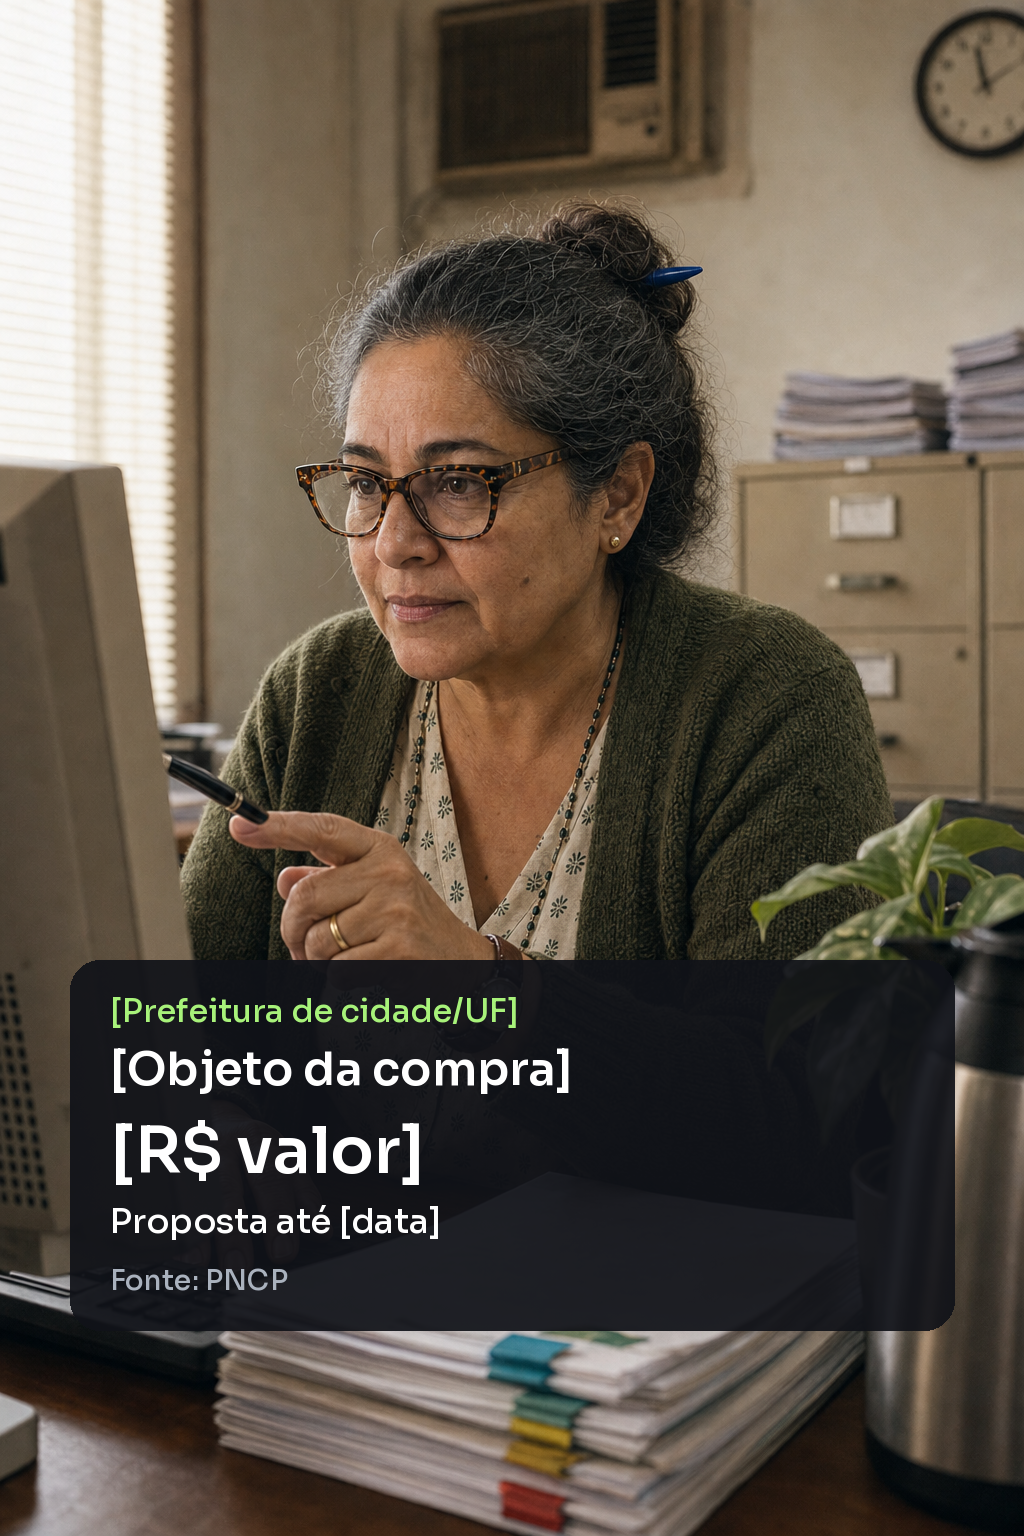 [Prefeitura de cidade/UF]
[Objeto da compra]
[R$ valor]
Proposta até [data]
Fonte: PNCP